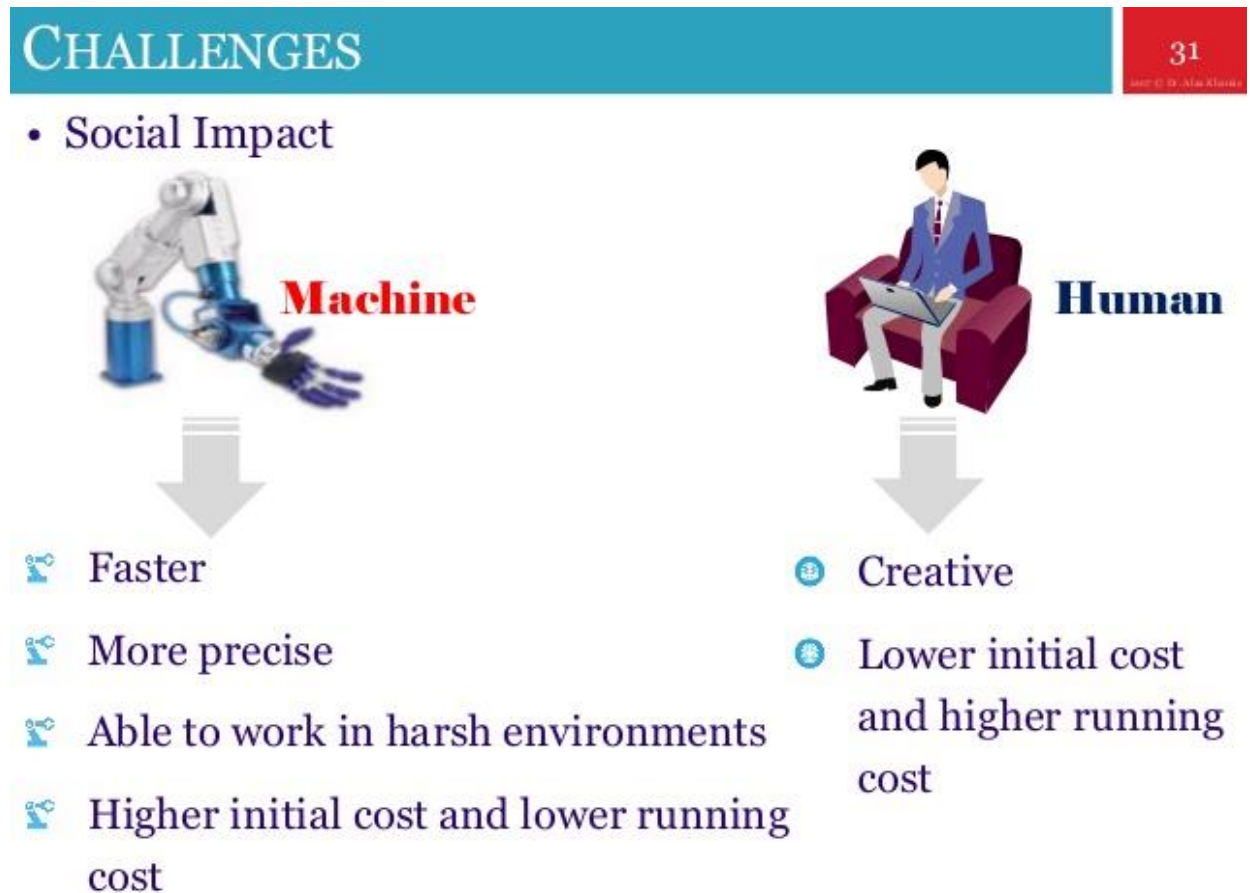 CHALLENGES
31
• Social Impact
Machine
Human
Faster
More precise
Able to work in harsh environments
Higher initial cost and lower running
cost
Creative
Lower initial cost
and higher running
cost